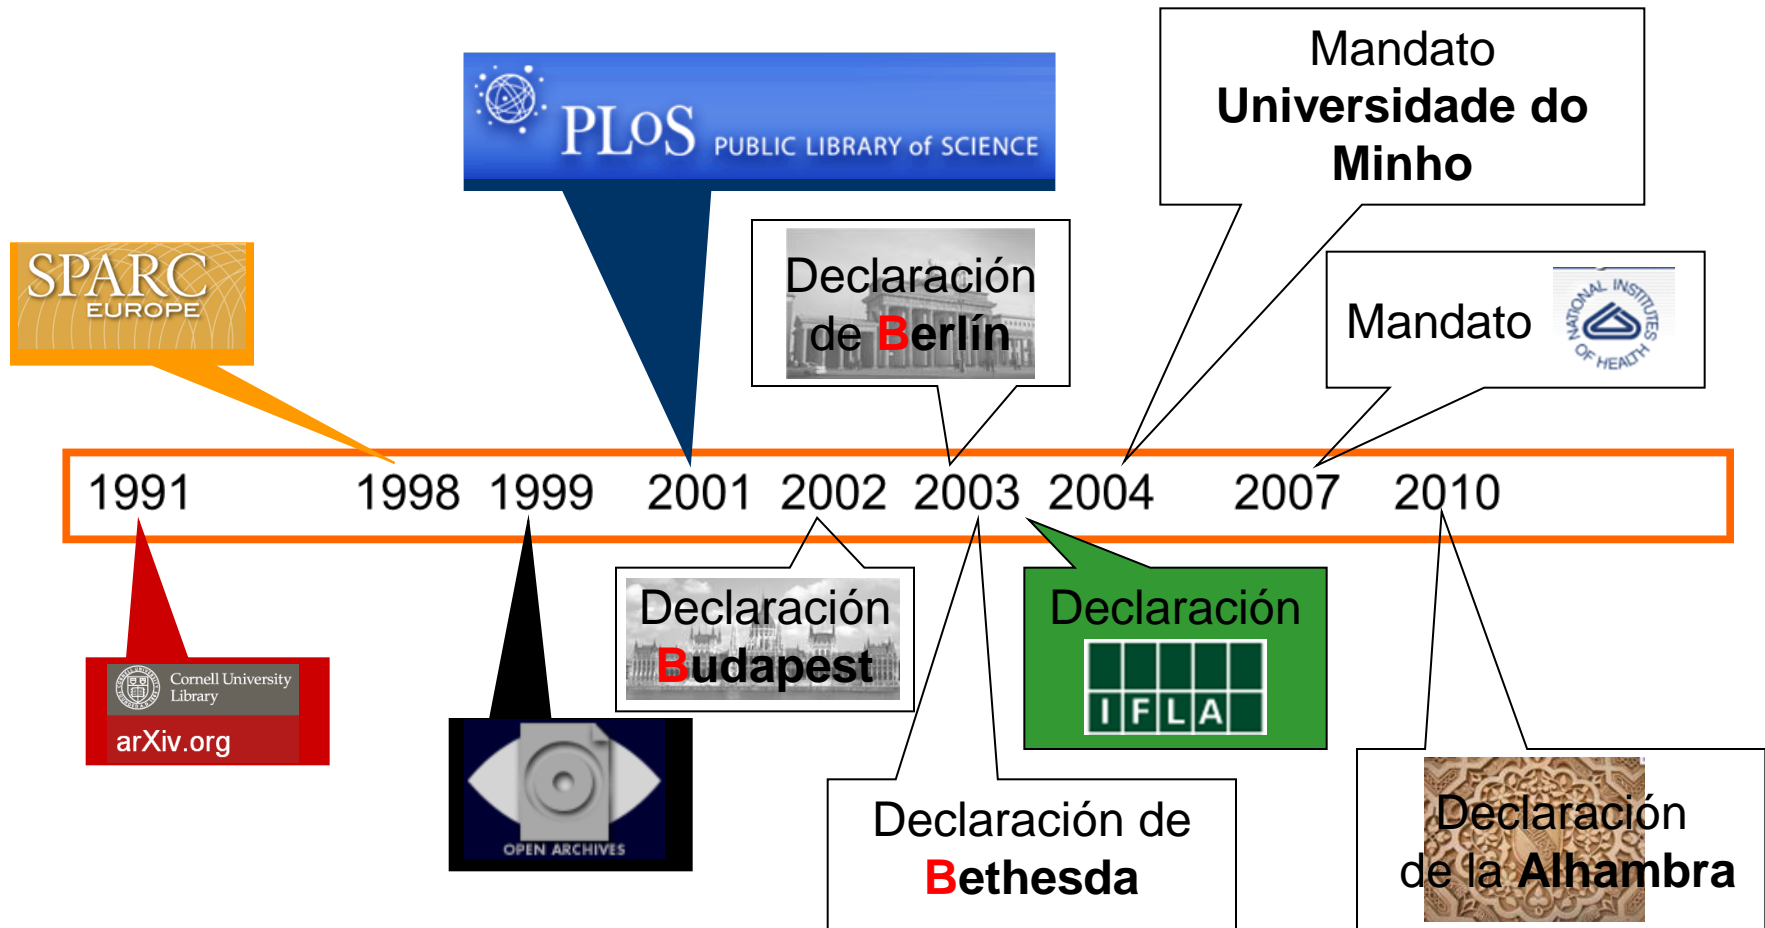 Mandato
Universidade do
Minho
PLOS PUBLIC LIBRARY of SCIENCE
SPARC
EUROPE
Declaración
de Berlín
Mandato
NATIONAL INSTITUTES
OF HEALTH
1991 1998 1999 2001 2002 2003 2004 2007 2010
Declaración
Budapest
Declaración
IFLA
Cornell University
Library
arXiv.org
OPEN ARCHIVES
Declaración de
Bethesda
Declaración
de la Alhambra